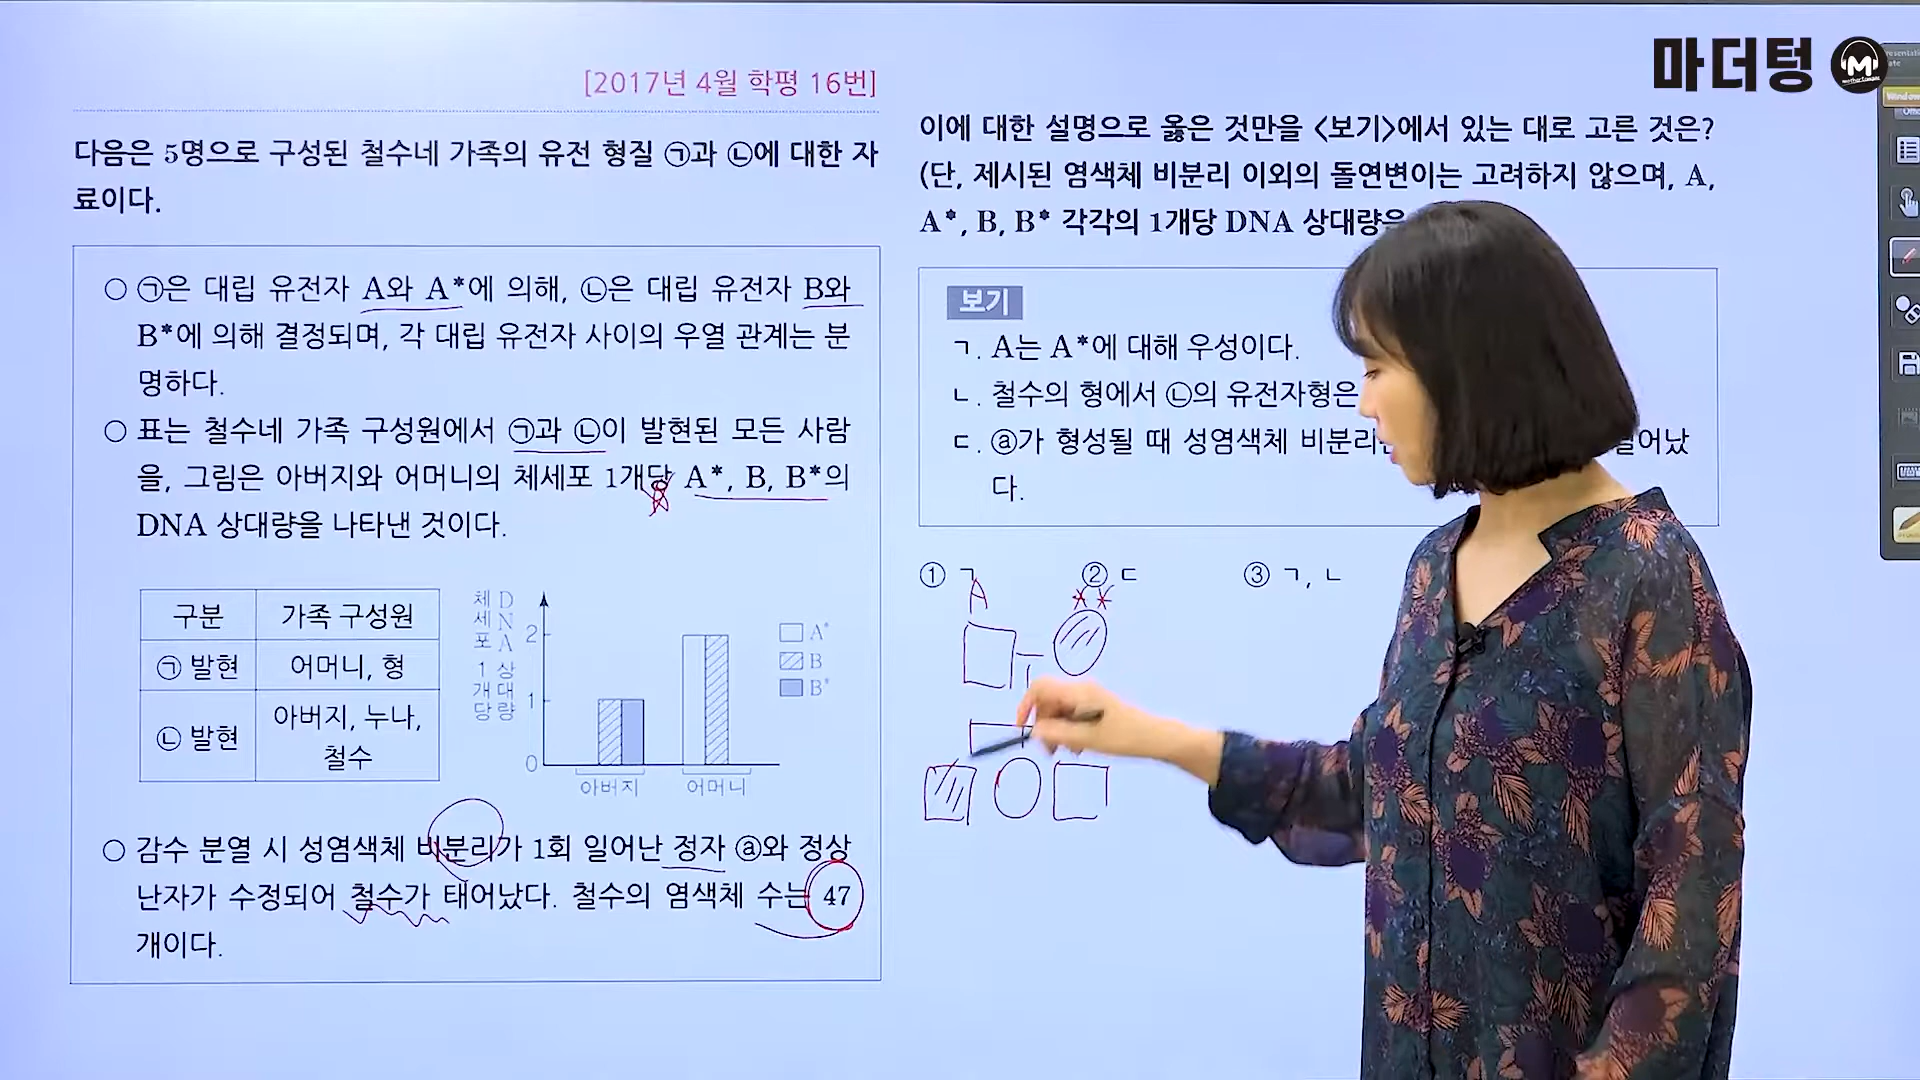 마더텅
[2017년 4월 학평 16번]
다음은 5명으로 구성된 철수네 가족의 유전 형질 ㉠과 ㉡에 대한 자
료이다.
○ ㉠은 대립 유전자 A와 A*에 의해, ㉡은 대립 유전자 B와
B*에 의해 결정되며, 각 대립 유전자 사이의 우열 관계는 분
명하다.
○ 표는 철수네 가족 구성원에서 ㉠과 ㉡이 발현된 모든 사람
을, 그림은 아버지와 어머니의 체세포 1개당 A*, B, B*의
DNA 상대량을 나타낸 것이다.
구분 가족 구성원
㉠ 발현 어머니, 형
㉡ 발현 아버지, 누나,
철수
체세포 1개당
DNA 상대량
2
1
0
아버지 어머니
A*
B
B*
○ 감수 분열 시 성염색체 비분리가 1회 일어난 정자 ⓐ와 정상
난자가 수정되어 철수가 태어났다. 철수의 염색체 수는 47
개이다.
이에 대한 설명으로 옳은 것만을 <보기>에서 있는 대로 고른 것은?
(단, 제시된 염색체 비분리 이외의 돌연변이는 고려하지 않으며, A,
A*, B, B* 각각의 1개당 DNA 상대량은
보기
ㄱ. A는 A*에 대해 우성이다.
ㄴ. 철수의 형에서 ㉡의 유전자형은
ㄷ. ⓐ가 형성될 때 성염색체 비분리는 일어났
다.
① ㄱ ② ㄷ ③ ㄱ, ㄴ
A * *